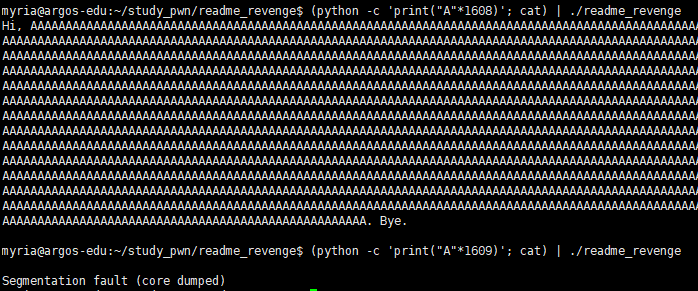 myria@argos-edu:~/study_pwn/readme_revenge$ (python -c 'print("A"*1608)'; cat) | ./readme_revenge
Hi, AAAAAAAAAAAAAAAAAAAAAAAAAAAAAAAAAAAAAAAAAAAAAAAAAAAAAAAAAAAAAAAAAAAAAAAAAAAAAAAAAAAAAAAAAAAAAAA
AAAAAAAAAAAAAAAAAAAAAAAAAAAAAAAAAAAAAAAAAAAAAAAAAAAAAAAAAAAAAAAAAAAAAAAAAAAAAAAAAAAAAAAAAAAAAAAAAAA
AAAAAAAAAAAAAAAAAAAAAAAAAAAAAAAAAAAAAAAAAAAAAAAAAAAAAAAAAAAAAAAAAAAAAAAAAAAAAAAAAAAAAAAAAAAAAAAAAAA
AAAAAAAAAAAAAAAAAAAAAAAAAAAAAAAAAAAAAAAAAAAAAAAAAAAAAAAAAAAAAAAAAAAAAAAAAAAAAAAAAAAAAAAAAAAAAAAAAAA
AAAAAAAAAAAAAAAAAAAAAAAAAAAAAAAAAAAAAAAAAAAAAAAAAAAAAAAAAAAAAAAAAAAAAAAAAAAAAAAAAAAAAAAAAAAAAAAAAAA
AAAAAAAAAAAAAAAAAAAAAAAAAAAAAAAAAAAAAAAAAAAAAAAAAAAAAAAAAAAAAAAAAAAAAAAAAAAAAAAAAAAAAAAAAAAAAAAAAAA
AAAAAAAAAAAAAAAAAAAAAAAAAAAAAAAAAAAAAAAAAAAAAAAAAAAAAAAAAAAAAAAAAAAAAAAAAAAAAAAAAAAAAAAAAAAAAAAAAAA
AAAAAAAAAAAAAAAAAAAAAAAAAAAAAAAAAAAAAAAAAAAAAAAAAAAAAAAAAAAAAAAAAAAAAAAAAAAAAAAAAAAAAAAAAAAAAAAAAAA
AAAAAAAAAAAAAAAAAAAAAAAAAAAAAAAAAAAAAAAAAAAAAAAAAAAAAAAAAAAAAAAAAAAAAAAAAAAAAAAAAAAAAAAAAAAAAAAAAAA
AAAAAAAAAAAAAAAAAAAAAAAAAAAAAAAAAAAAAAAAAAAAAAAAAAAAAAAAAAAAAAAAAAAAAAAAAAAAAAAAAAAAAAAAAAAAAAAAAAA
AAAAAAAAAAAAAAAAAAAAAAAAAAAAAAAAAAAAAAAAAAAAAAAAAAAAAAAAAAAAAAAAAAAAAAAAAAAAAAAAAAAAAAAAAAAAAAAAAAA
AAAAAAAAAAAAAAAAAAAAAAAAAAAAAAAAAAAAAAAAAAAAAAAAAAAAAAAAAAAAAAAAAAAAAAAAAAAAAAAAAAAAAAAAAAAAAAAAAAA
AAAAAAAAAAAAAAAAAAAAAAAAAAAAAAAAAAAAAAAAAAAAAAAAAAAAAAAAAAAAAAAAAAAAAAAAAAAAAAAAAAAAAAAAAAAAAAAAAAA
AAAAAAAAAAAAAAAAAAAAAAAAAAAAAAAAAAAAAAAAAAAAAAAAAAAA. Bye.
myria@argos-edu:~/study_pwn/readme_revenge$ (python -c 'print("A"*1609)'; cat) | ./readme_revenge
Segmentation fault (core dumped)